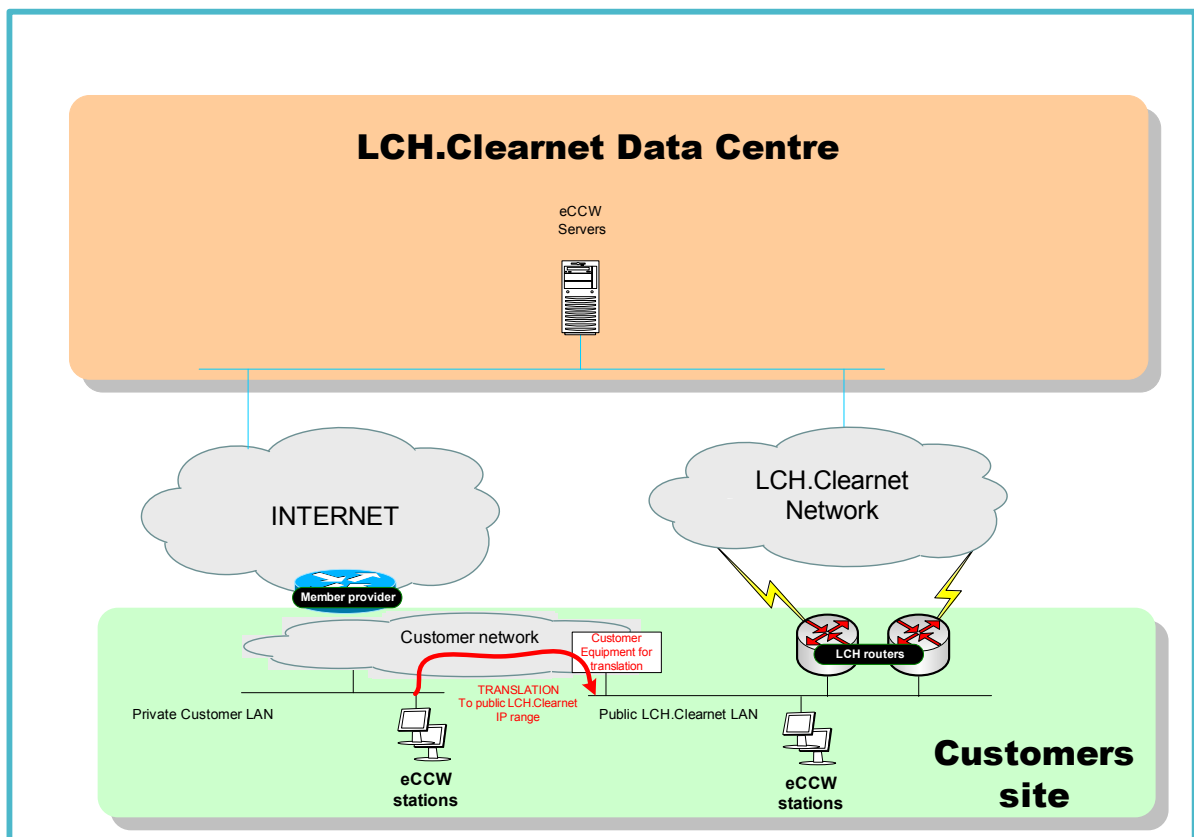 LCH.Clearnet Data Centre
eCCW
Servers
INTERNET
LCH.Clearnet
Network
Member provider
Customer network
Customer
Equipment for
translation
LCH routers
TRANSLATION
To public LCH.Clearnet
IP range
Private Customer LAN
Public LCH.Clearnet LAN
eCCW
stations
eCCW
stations
Customers
site